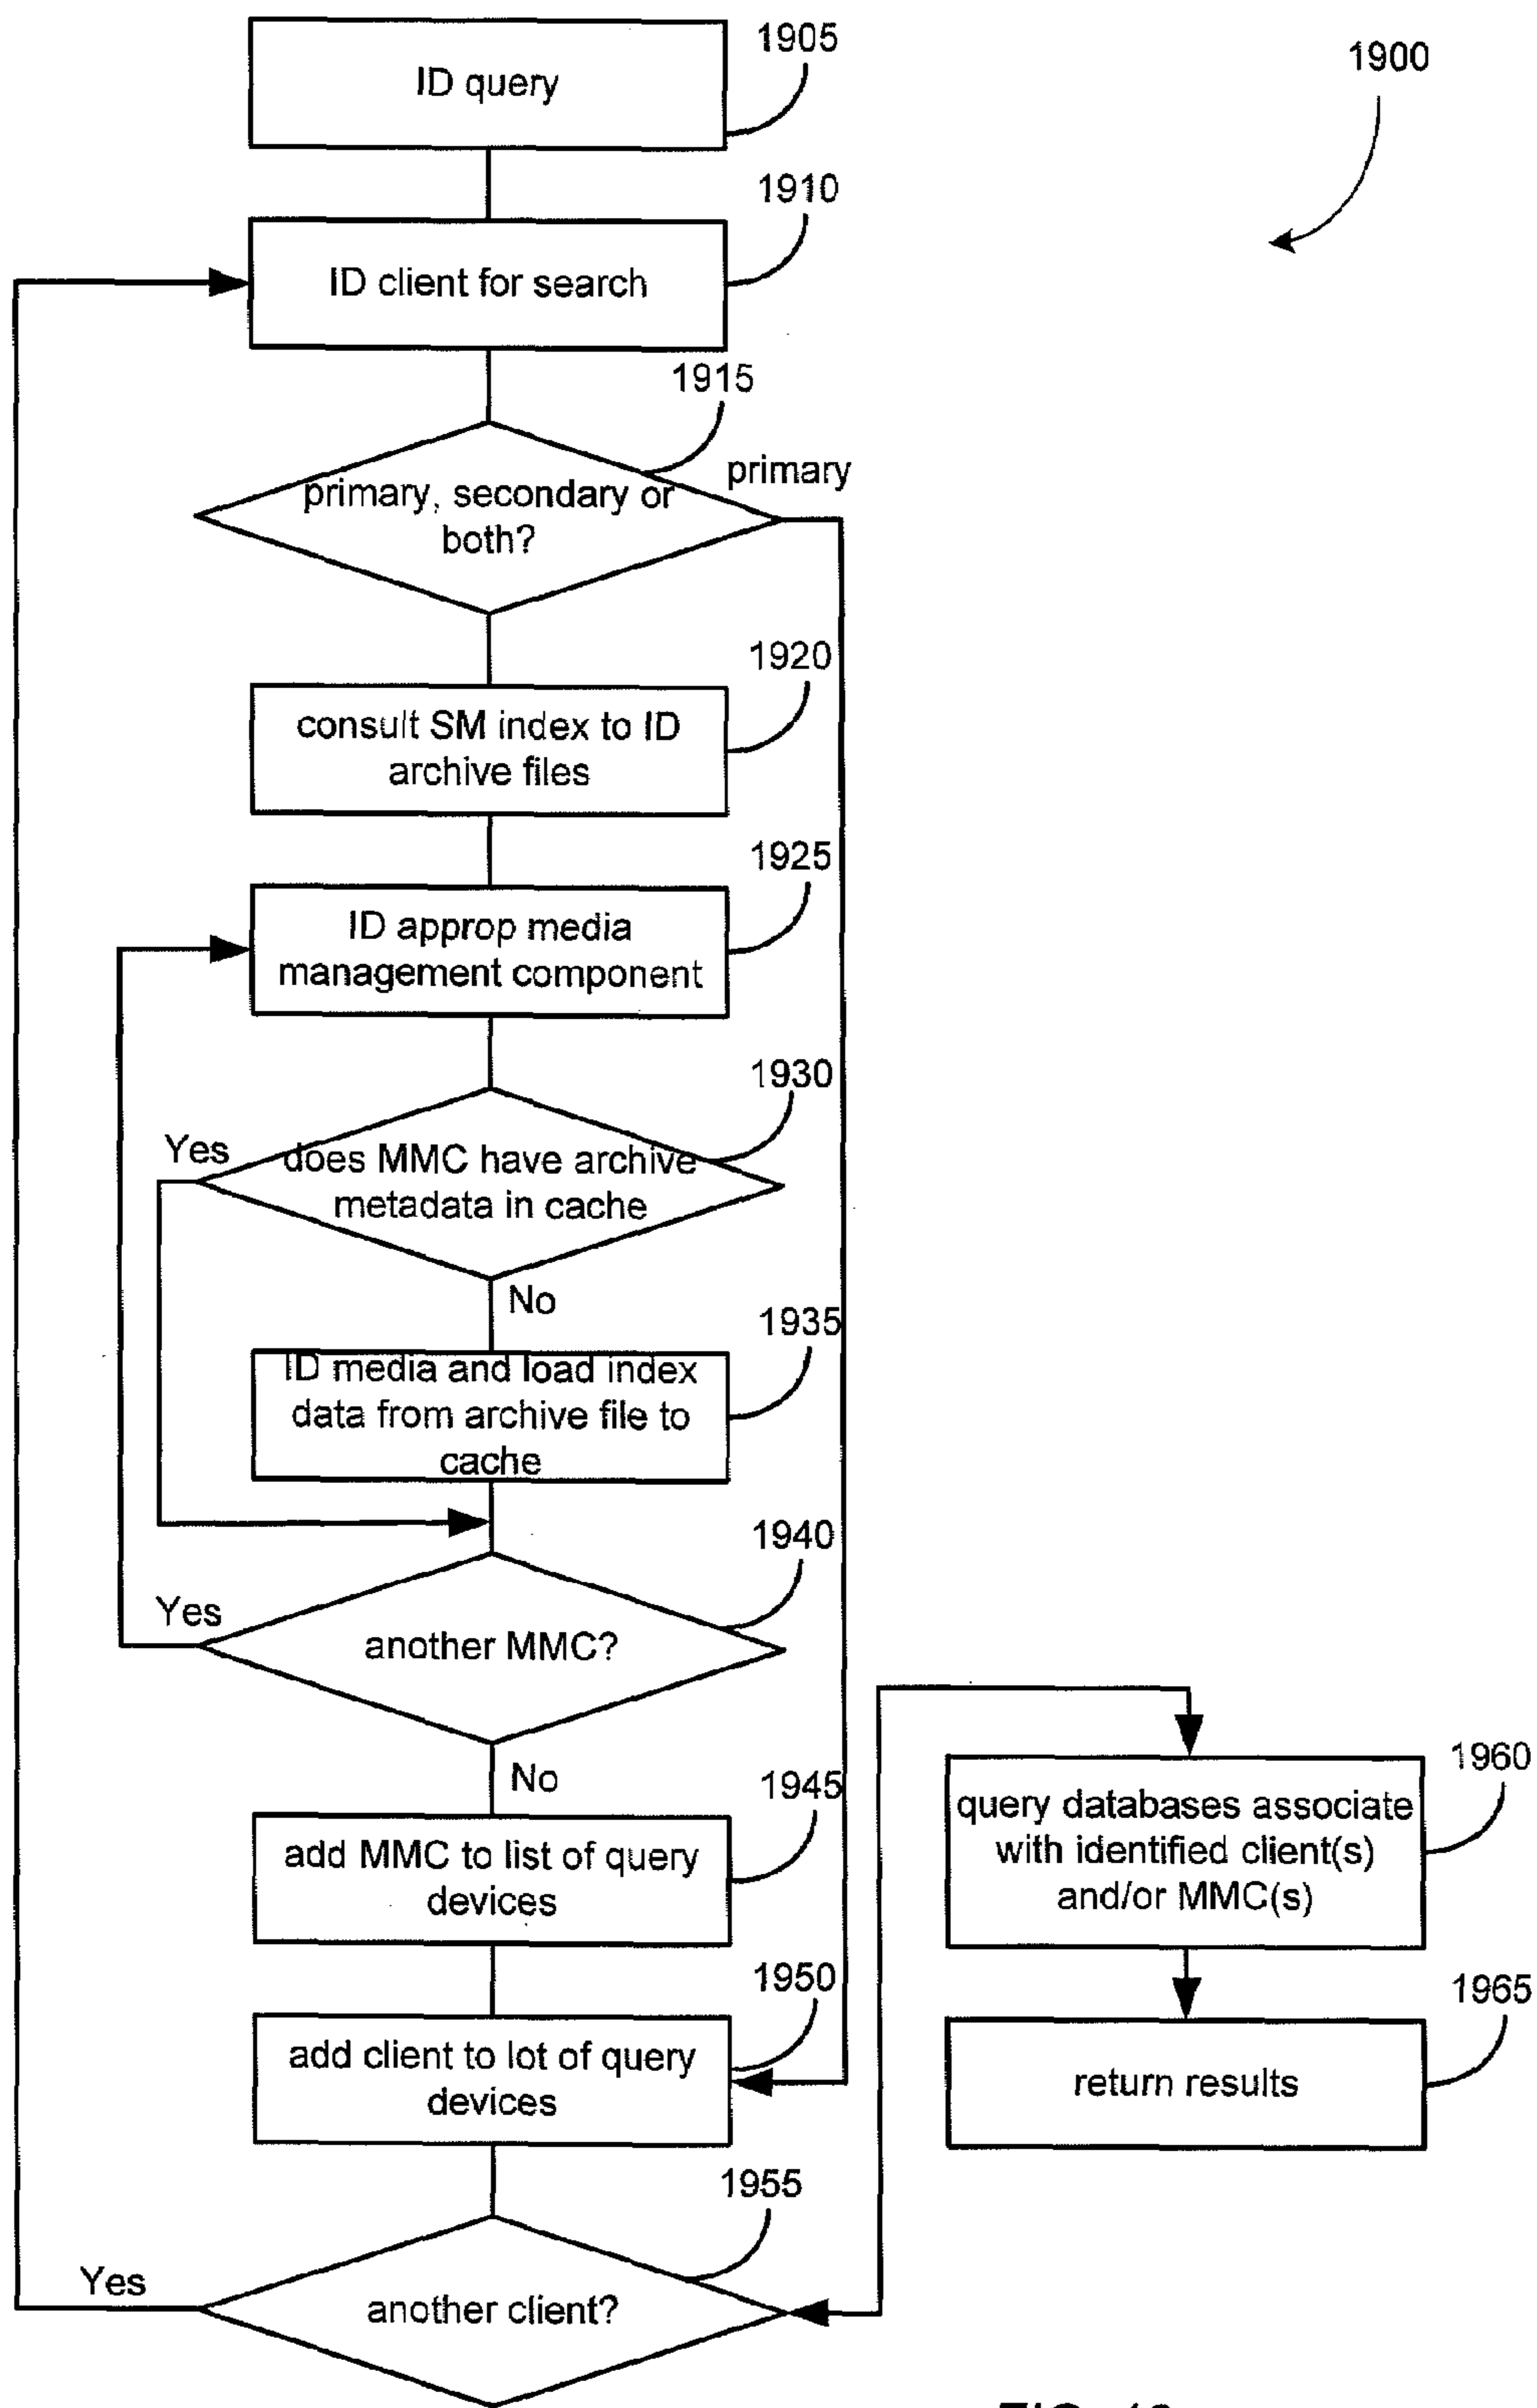 1905
1900
ID query
1910
ID client for search
1915
primary
primary, secondary or
both?
1920
consult SM index to ID
archive files
1925
ID approp media
management component
1930
Yes
does MMC have archive
metadata in cache
No
1935
ID media and load index
data from archive file to
cache
1940
Yes
another MMC?
No
1945
add MMC to list of query
devices
1950
add client to lot of query
devices
1955
Yes
another client?
1960
query databases associate
with identified client(s)
and/or MMC(s)
1965
return results